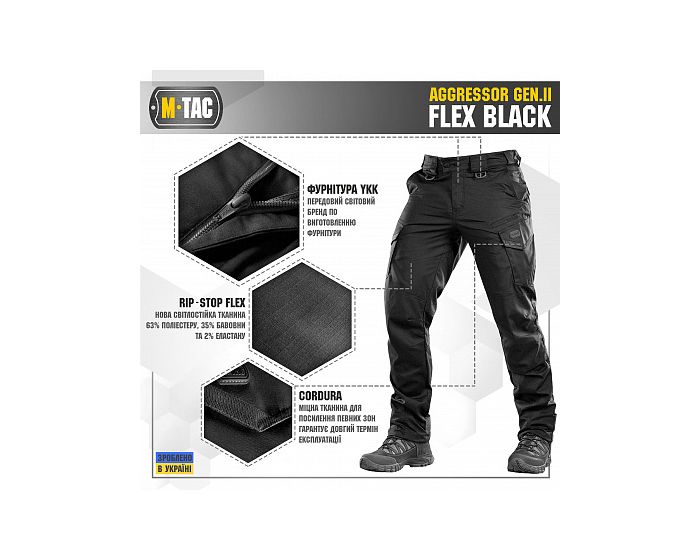 M·TAC
AGGRESSOR GEN.II
FLEX BLACK
ФУРНІТУРА YKK
ПЕРЕДОВИЙ СВІТОВИЙ
БРЕНД ПО
ВИГОТОВЛЕННЮ
ФУРНІТУРИ
RIP-STOP FLEX
НОВА СВІТЛОСТІЙКА ТКАНИНА
63% ПОЛІЕСТЕРУ, 35% БАВОВНИ
ТА 2% ЕЛАСТАНУ
CORDURA
МІЦНА ТКАНИНА ДЛЯ
ПОСИЛЕННЯ ПЕВНИХ ЗОН
ГАРАНТУЄ ДОВГИЙ ТЕРМІН
ЕКСПЛУАТАЦІЇ
ЗРОБЛЕНО
В УКРАЇНІ